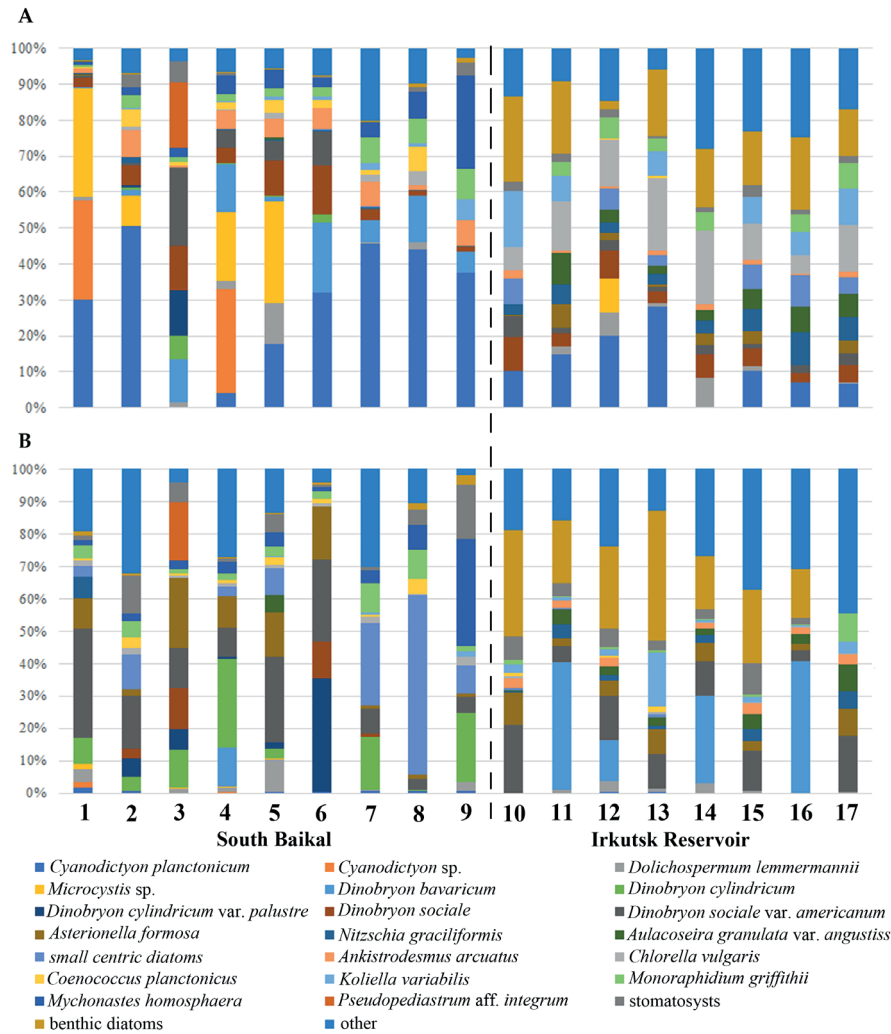 A
100%
90%
80%
70%
60%
50%
40%
30%
20%
10%
0%
B
100%
90%
80%
70%
60%
50%
40%
30%
20%
10%
0%
1 2 3 4 5 6 7 8 9 10 11 12 13 14 15 16 17
South Baikal Irkutsk Reservoir
Cyanodictyon planctonicum Cyanodictyon sp. Dolichospermum lemmermannii
Microcystis sp. Dinobryon bavaricum Dinobryon cylindricum
Dinobryon cylindricum var. palustre Dinobryon sociale Dinobryon sociale var. americanum
Asterionella formosa Nitzschia graciliformis Aulacoseira granulata var. angustiss
small centric diatoms Ankistrodesmus arcuatus Chlorella vulgaris
Coenococcus planctonicus Koliella variabilis Monoraphidium griffithii
Mychonastes homosphaera Pseudopediastrum aff. integrum stomatosysts
benthic diatoms other